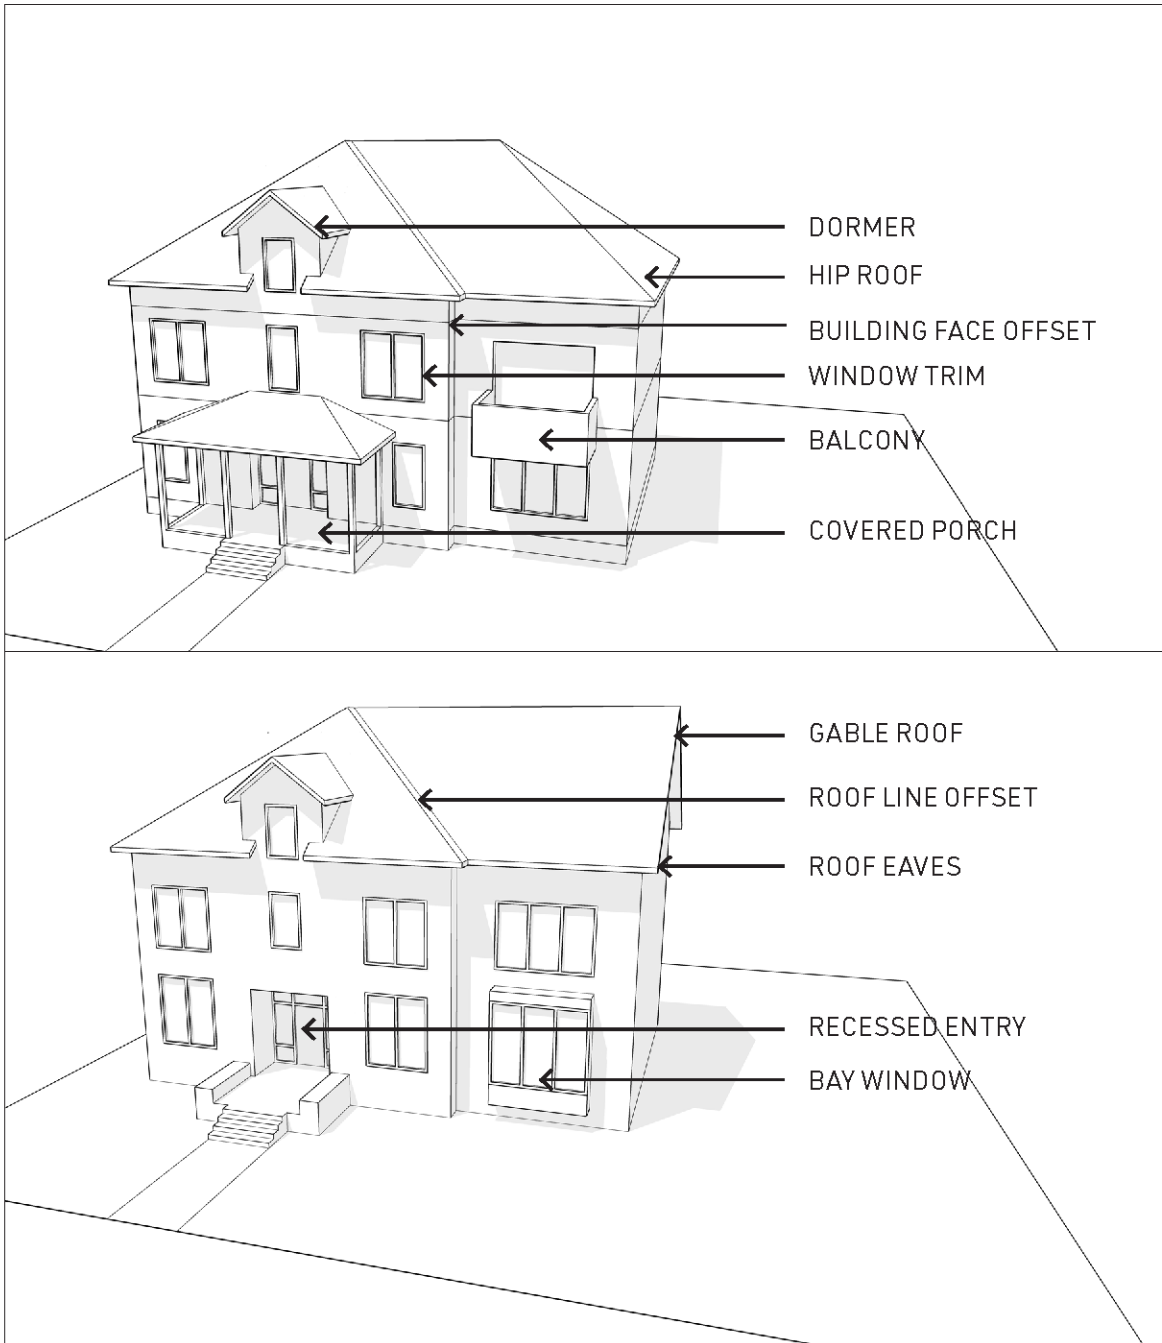 DORMER
HIP ROOF
BUILDING FACE OFFSET
WINDOW TRIM
BALCONY
COVERED PORCH
GABLE ROOF
ROOF LINE OFFSET
ROOF EAVES
RECESSED ENTRY
BAY WINDOW